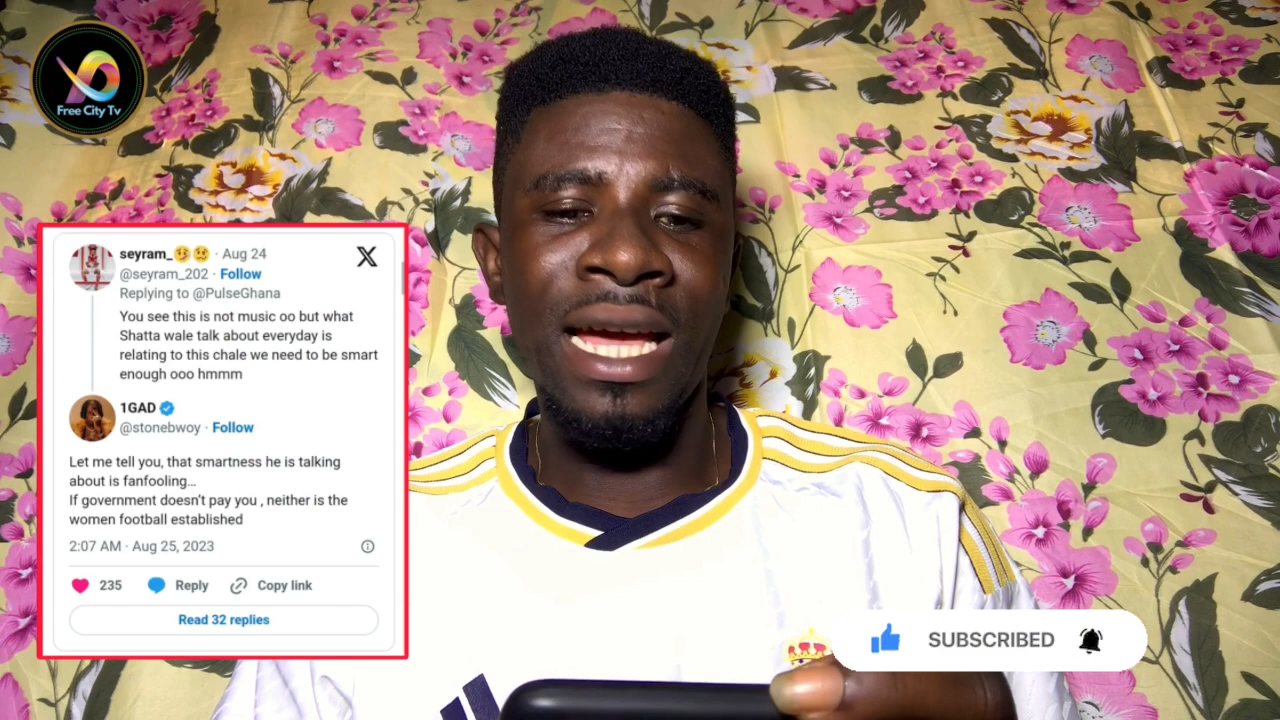 Free City Tv
seyram_🤨🥴 · Aug 24
@seyram_202 · Follow
Replying to @PulseGhana
You see this is not music oo but what
Shatta wale talk about everyday is
relating to this chale we need to be smart
enough ooo hmmm
1GAD
@stonebwoy · Follow
Let me tell you, that smartness he is talking
about is fanfooling…
If government doesn't pay you , neither is the
women football established
2:07 AM · Aug 25, 2023
235 Reply Copy link
Read 32 replies
SUBSCRIBED